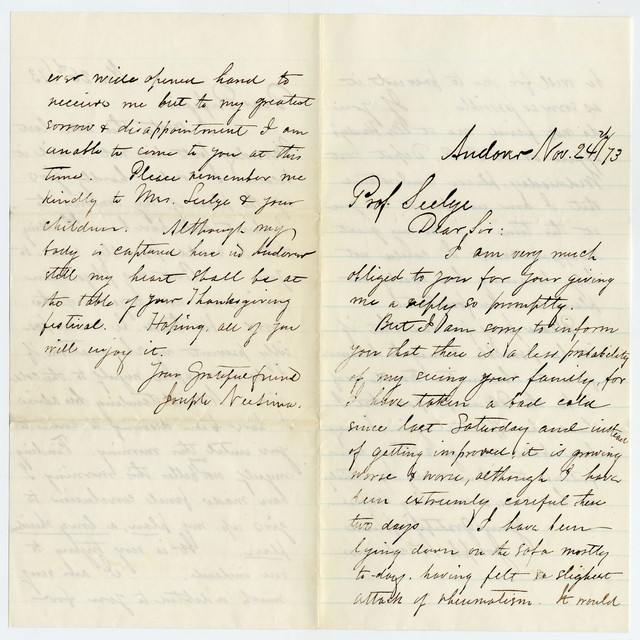 Andover Nov. 24th/73
Prof. Seelye
Dear Sir:
I am very much
obliged to you for your giving
me a reply so promptly.
But I am sorry to inform
you that there is a less probability
of my seeing your family, for
I have taken a bad cold
since last Saturday and instead
of getting improved, it is growing
worse & worse, although I have
been extremely careful these
two days. I have been
lying down on the sofa mostly
to-day. having felt a slightest
attack of rheumatism. It would
ever wide opened hand to
receive me but to my greatest
sorrow & disappointment I am
unable to come to you at this
time. Please remember me
kindly to Mrs. Seelye & your
children. Although my
body is captured here in Andover
still my heart shall be at
the table of your Thanksgiving
festival. Hoping all of you
will enjoy it.
Your Grateful friend
Joseph Neesima.